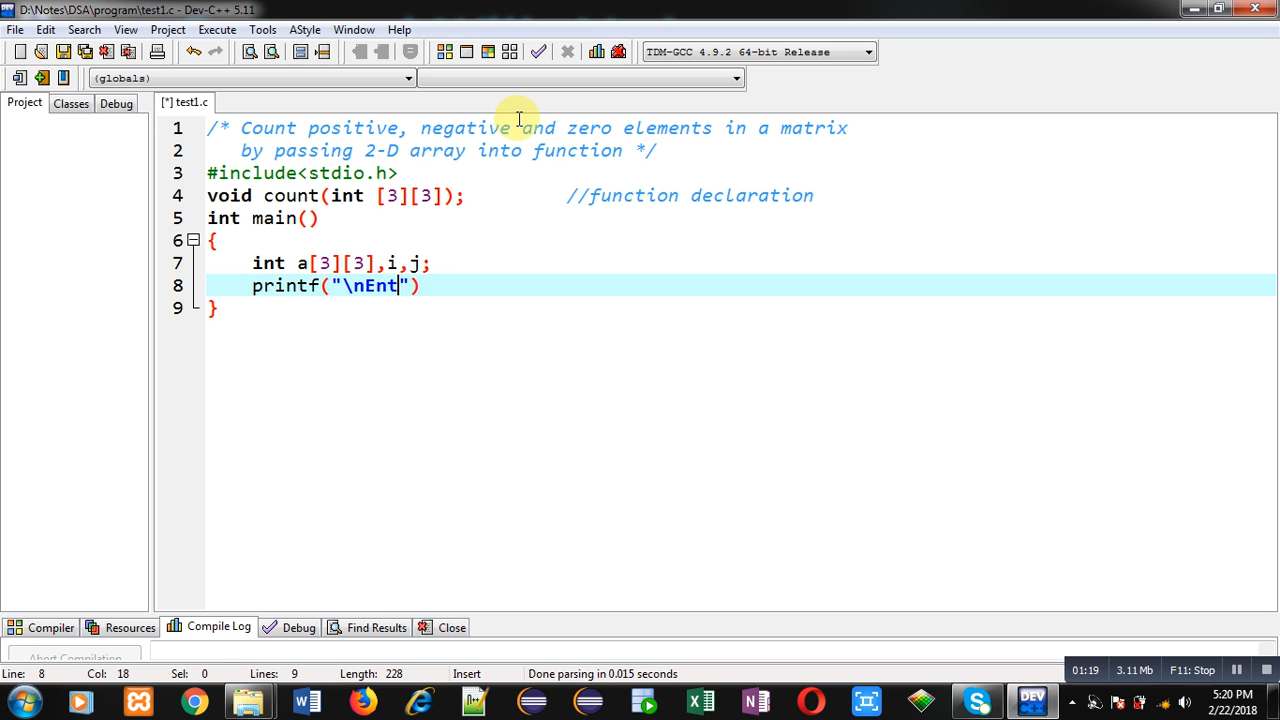 D:\Notes\DSA\program\test1.c - Dev-C++ 5.11
File Edit Search View Project Execute Tools AStyle Window Help
TDM-GCC 4.9.2 64-bit Release
(globals)
Project Classes Debug
[*] test1.c
1 /* Count positive, negative and zero elements in a matrix
2 by passing 2-D array into function */
3 #include<stdio.h>
4 void count(int [3][3]); //function declaration
5 int main()
6 {
7 int a[3][3],i,j;
8 printf("\nEnt")
9 }
Compiler Resources Compile Log Debug Find Results Close
Abort Compilation
Line: 8 Col: 18 Sel: 0 Lines: 9 Length: 228 Insert Done parsing in 0.015 seconds
01:19 3.11 Mb F11: Stop
DEV
5:20 PM
2/22/2018